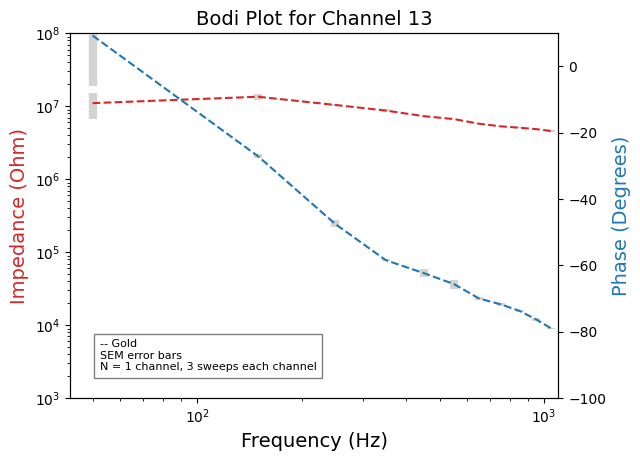 Bodi Plot for Channel 13
Impedance (Ohm)
10^8
10^7
10^6
10^5
10^4
10^3
0
−20
−40
−60
−80
−100
Phase (Degrees)
-- Gold
SEM error bars
N = 1 channel, 3 sweeps each channel
10^2
10^3
Frequency (Hz)